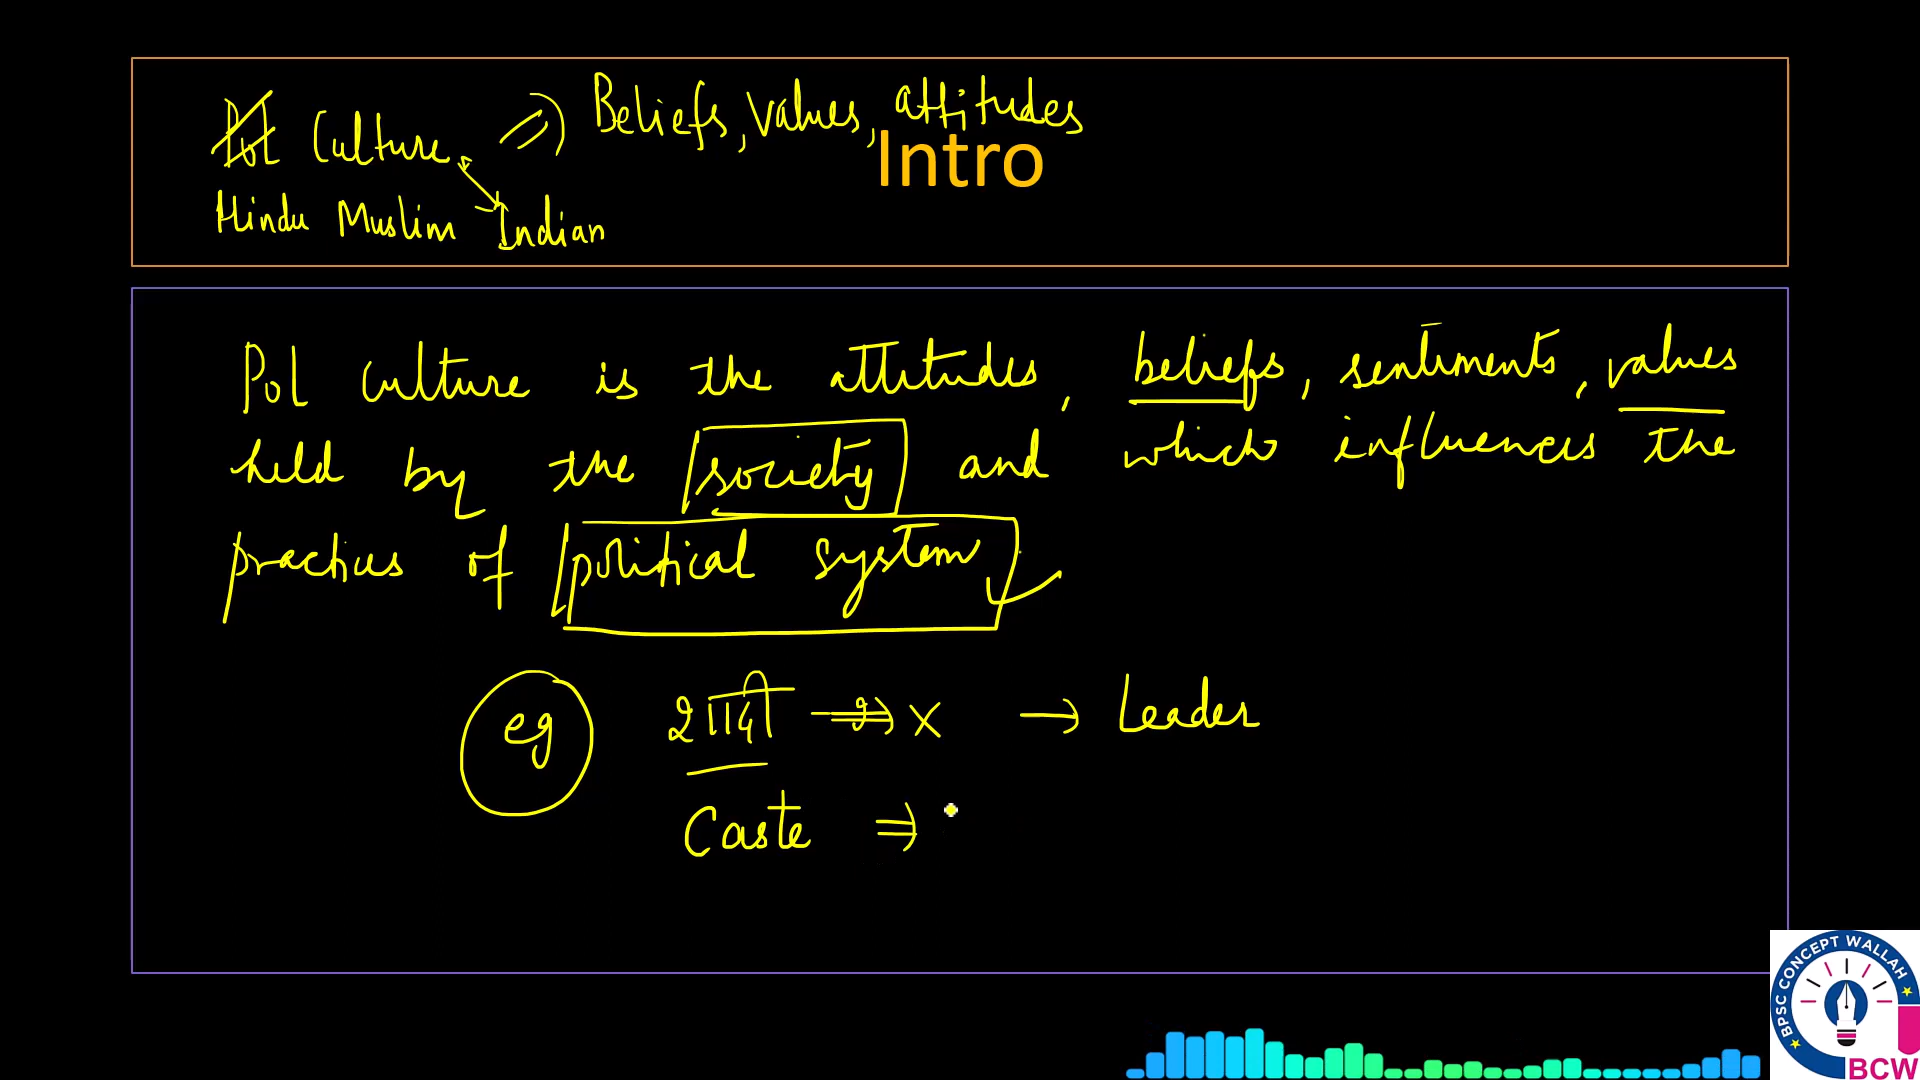 Pol Culture ⇒ Beliefs, values, attitudes
Intro
Hindu Muslim Indian
Pol culture is the attitudes, beliefs, sentiments, values
held by the society and which influences the
practices of political system
eg
⇒ x → Leader
Caste ⇒
BPSC CONCEPT WALLAH
BCW